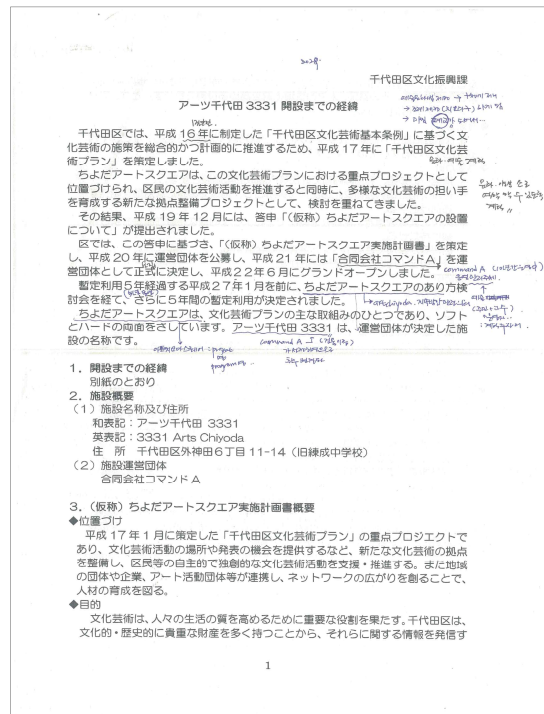 千代田区文化振興課
アーツ千代田 3331 開設までの経緯
千代田区では、平成 16 年に制定した「千代田区文化芸術基本条例」に基づく文
化芸術の施策を総合的かつ計画的に推進するため、平成 17 年に「千代田区文化芸
術プラン」を策定しました。
ちよだアートスクエアは、この文化芸術プランにおける重点プロジェクトとして
位置づけられ、区民の文化芸術活動を推進すると同時に、多様な文化芸術の担い手
を育成する新たな拠点整備プロジェクトとして、検討を重ねてきました。
その結果、平成 19 年 12 月には、答申「(仮称)ちよだアートスクエアの設置
について」が提出されました。
区では、この答申に基づき、「(仮称)ちよだアートスクエア実施計画書」を策定
し、平成 20 年に運営団体を公募し、平成 21 年には「合同会社コマンドA」を運
営団体として正式に決定し、平成22年6月にグランドオープンしました。
command A
暫定利用5年経過する平成27年1月を前に、ちよだアートスクエアのあり方検
討会を経て、さらに5年間の暫定利用が決定されました。
ちよだアートスクエアは、文化芸術プランの主な取組みのひとつであり、ソフト
とハードの両面をさしています。アーツ千代田 3331 は、運営団体が決定した施
設の名称です。
command A
1.開設までの経緯
別紙のとおり
2.施設概要
(1)施設名称及び住所
和表記:アーツ千代田 3331
英表記:3331 Arts Chiyoda
住 所 千代田区外神田6丁目 11-14(旧練成中学校)
(2)施設運営団体
合同会社コマンドA
3.(仮称)ちよだアートスクエア実施計画書概要
◆位置づけ
平成 17 年 1 月に策定した「千代田区文化芸術プラン」の重点プロジェクトで
あり、文化芸術活動の場所や発表の機会を提供するなど、新たな文化芸術の拠点
を整備し、区民等の自主的で独創的な文化芸術活動を支援・推進する。また地域
の団体や企業、アート活動団体等が連携し、ネットワークの広がりを創ることで、
人材の育成を図る。
◆目的
文化芸術は、人々の生活の質を高めるために重要な役割を果たす。千代田区は、
文化的・歴史的に貴重な財産を多く持つことから、それらに関する情報を発信す
1